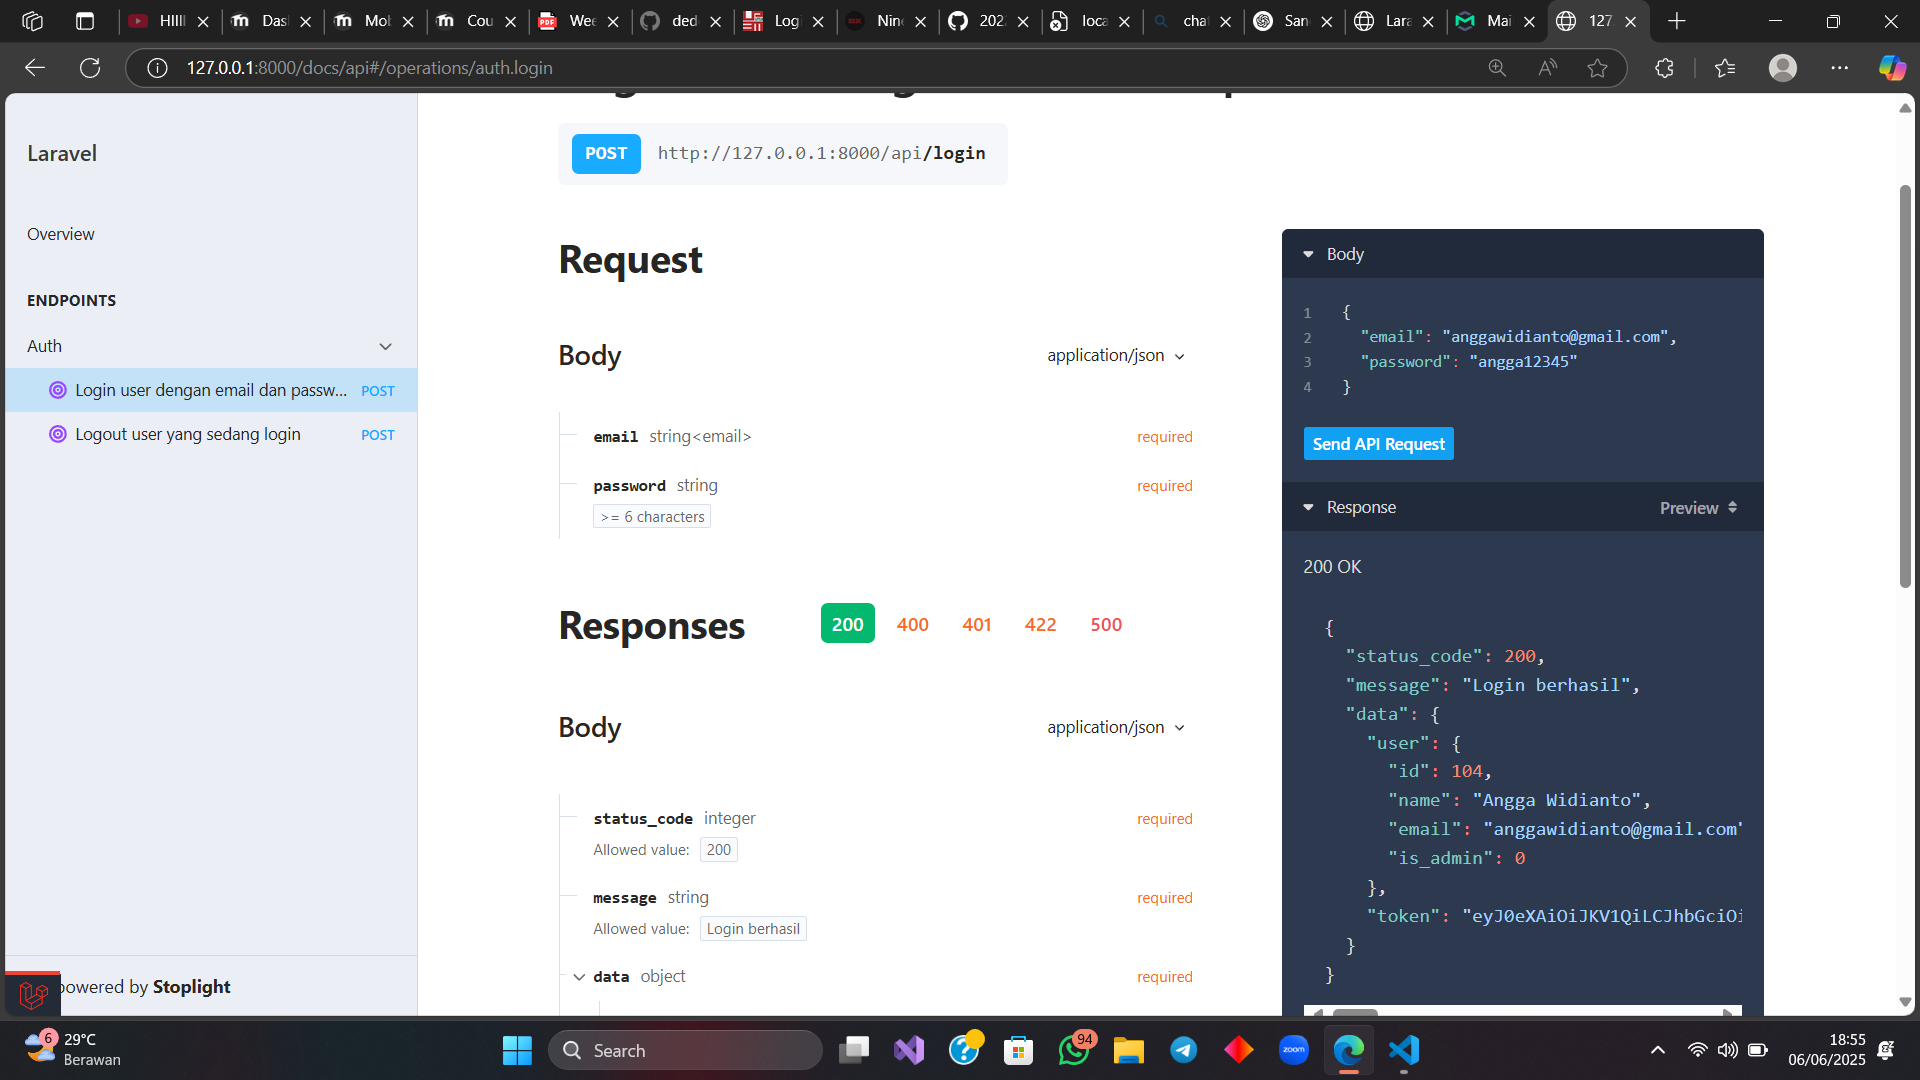 HIII
Das
Mo
Cou
Wee
ded
Logi
Nine
202
loca
cha
San
Lara
Mai
127.
127.0.0.1:8000/docs/api#/operations/auth.login
Laravel
Overview
ENDPOINTS
Auth
Login user dengan email dan passw... POST
Logout user yang sedang login POST
powered by Stoplight
POST http://127.0.0.1:8000/api/login
Request
Body application/json
email string<email> required
password string required
>= 6 characters
Responses 200 400 401 422 500
Body application/json
status_code integer required
Allowed value: 200
message string required
Allowed value: Login berhasil
data object required
Body
1 {
2 "email": "anggawidianto@gmail.com",
3 "password": "angga12345"
4 }
Send API Request
Response Preview
200 OK
{
"status_code": 200,
"message": "Login berhasil",
"data": {
"user": {
"id": 104,
"name": "Angga Widianto",
"email": "anggawidianto@gmail.com"
"is_admin": 0
},
"token": "eyJ0eXAiOiJKV1QiLCJhbGciOi
}
}
6
29°C
Berawan
Search
94
zoom
18:55
06/06/2025